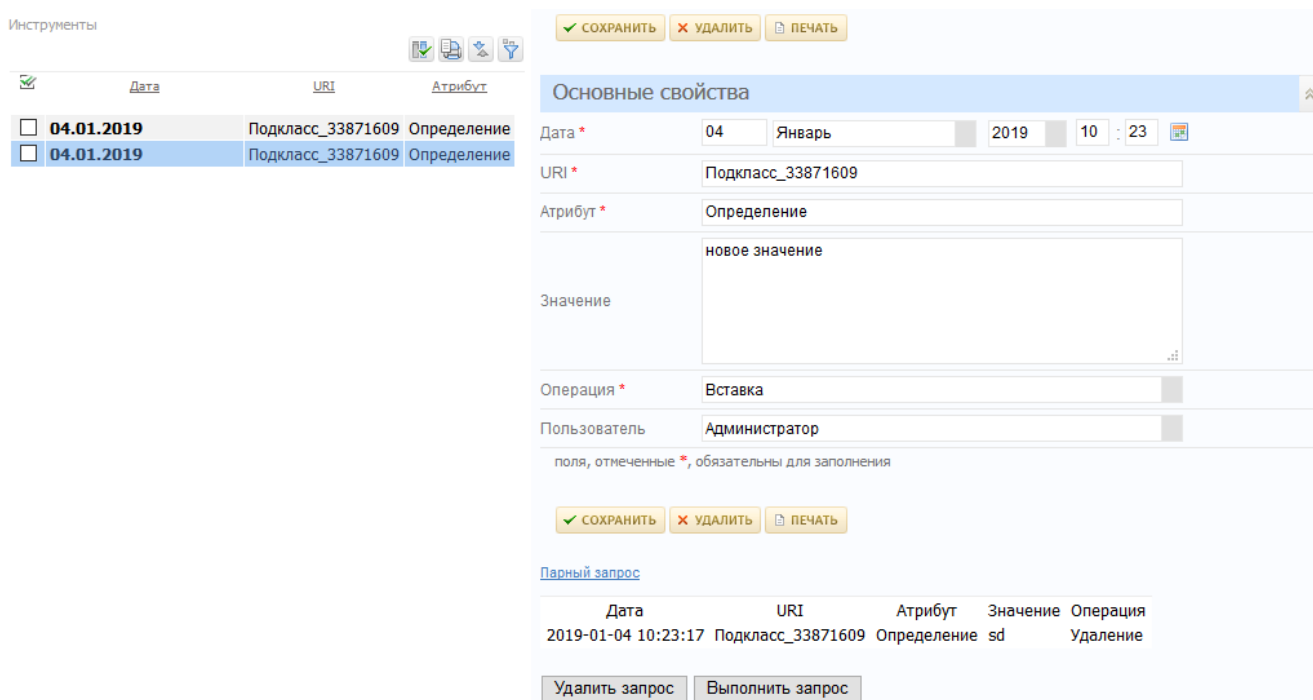 Инструменты
Дата URI Атрибут
04.01.2019 Подкласс_33871609 Определение
04.01.2019 Подкласс_33871609 Определение
СОХРАНИТЬ УДАЛИТЬ ПЕЧАТЬ
Основные свойства
Дата * 04 Январь 2019 10 : 23
URI * Подкласс_33871609
Атрибут * Определение
новое значение
Значение
Операция * Вставка
Пользователь Администратор
поля, отмеченные *, обязательны для заполнения
СОХРАНИТЬ УДАЛИТЬ ПЕЧАТЬ
Парный запрос
Дата URI Атрибут Значение Операция
2019-01-04 10:23:17 Подкласс_33871609 Определение sd Удаление
Удалить запрос Выполнить запрос